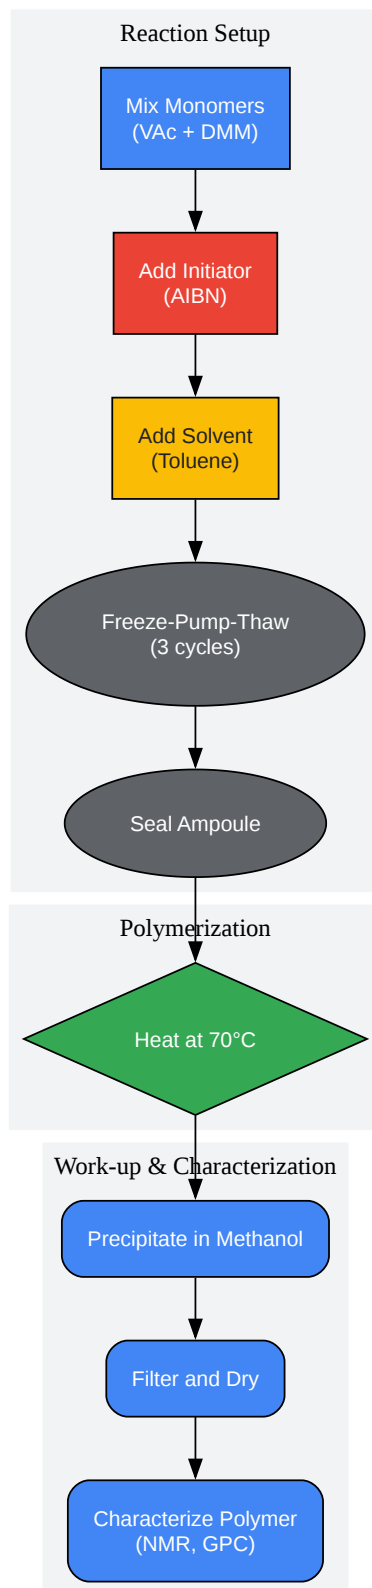 Reaction Setup
Mix Monomers
(VAc + DMM)
Add Initiator
(AIBN)
Add Solvent
(Toluene)
Freeze-Pump-Thaw
(3 cycles)
Seal Ampoule
Polymerization
Heat at 70°C
Work-up & Characterization
Precipitate in Methanol
Filter and Dry
Characterize Polymer
(NMR, GPC)